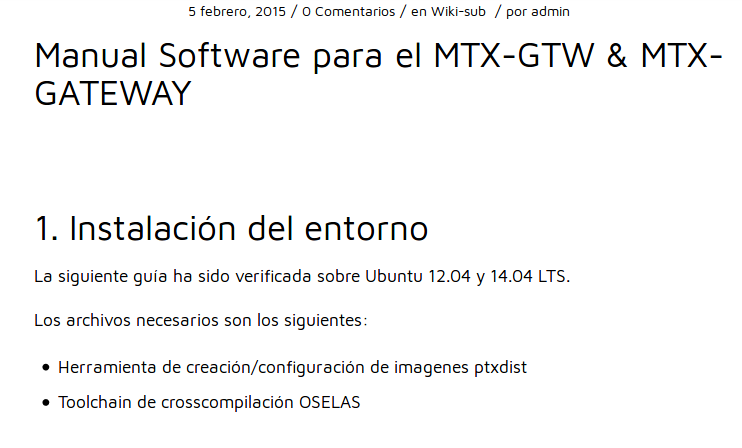 5 febrero, 2015 / 0 Comentarios / en Wiki-sub / por admin
Manual Software para el MTX-GTW & MTX-
GATEWAY
1. Instalación del entorno
La siguiente guía ha sido verificada sobre Ubuntu 12.04 y 14.04 LTS.
Los archivos necesarios son los siguientes:
• Herramienta de creación/configuración de imagenes ptxdist
• Toolchain de crosscompilación OSELAS